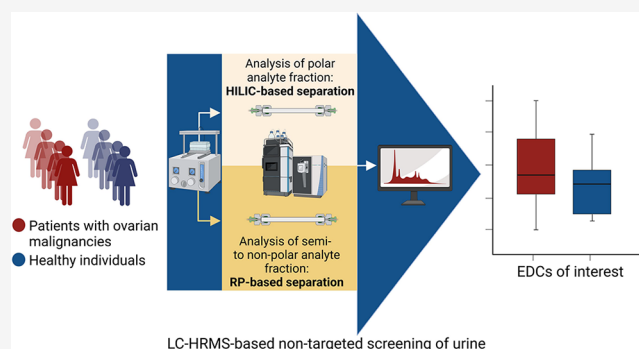 Analysis of polar
analyte fraction:
HILIC-based separation
Patients with ovarian
malignancies
Healthy individuals
Analysis of semi-
to non-polar analyte
fraction:
RP-based separation
EDCs of interest
LC-HRMS-based non-targeted screening of urine